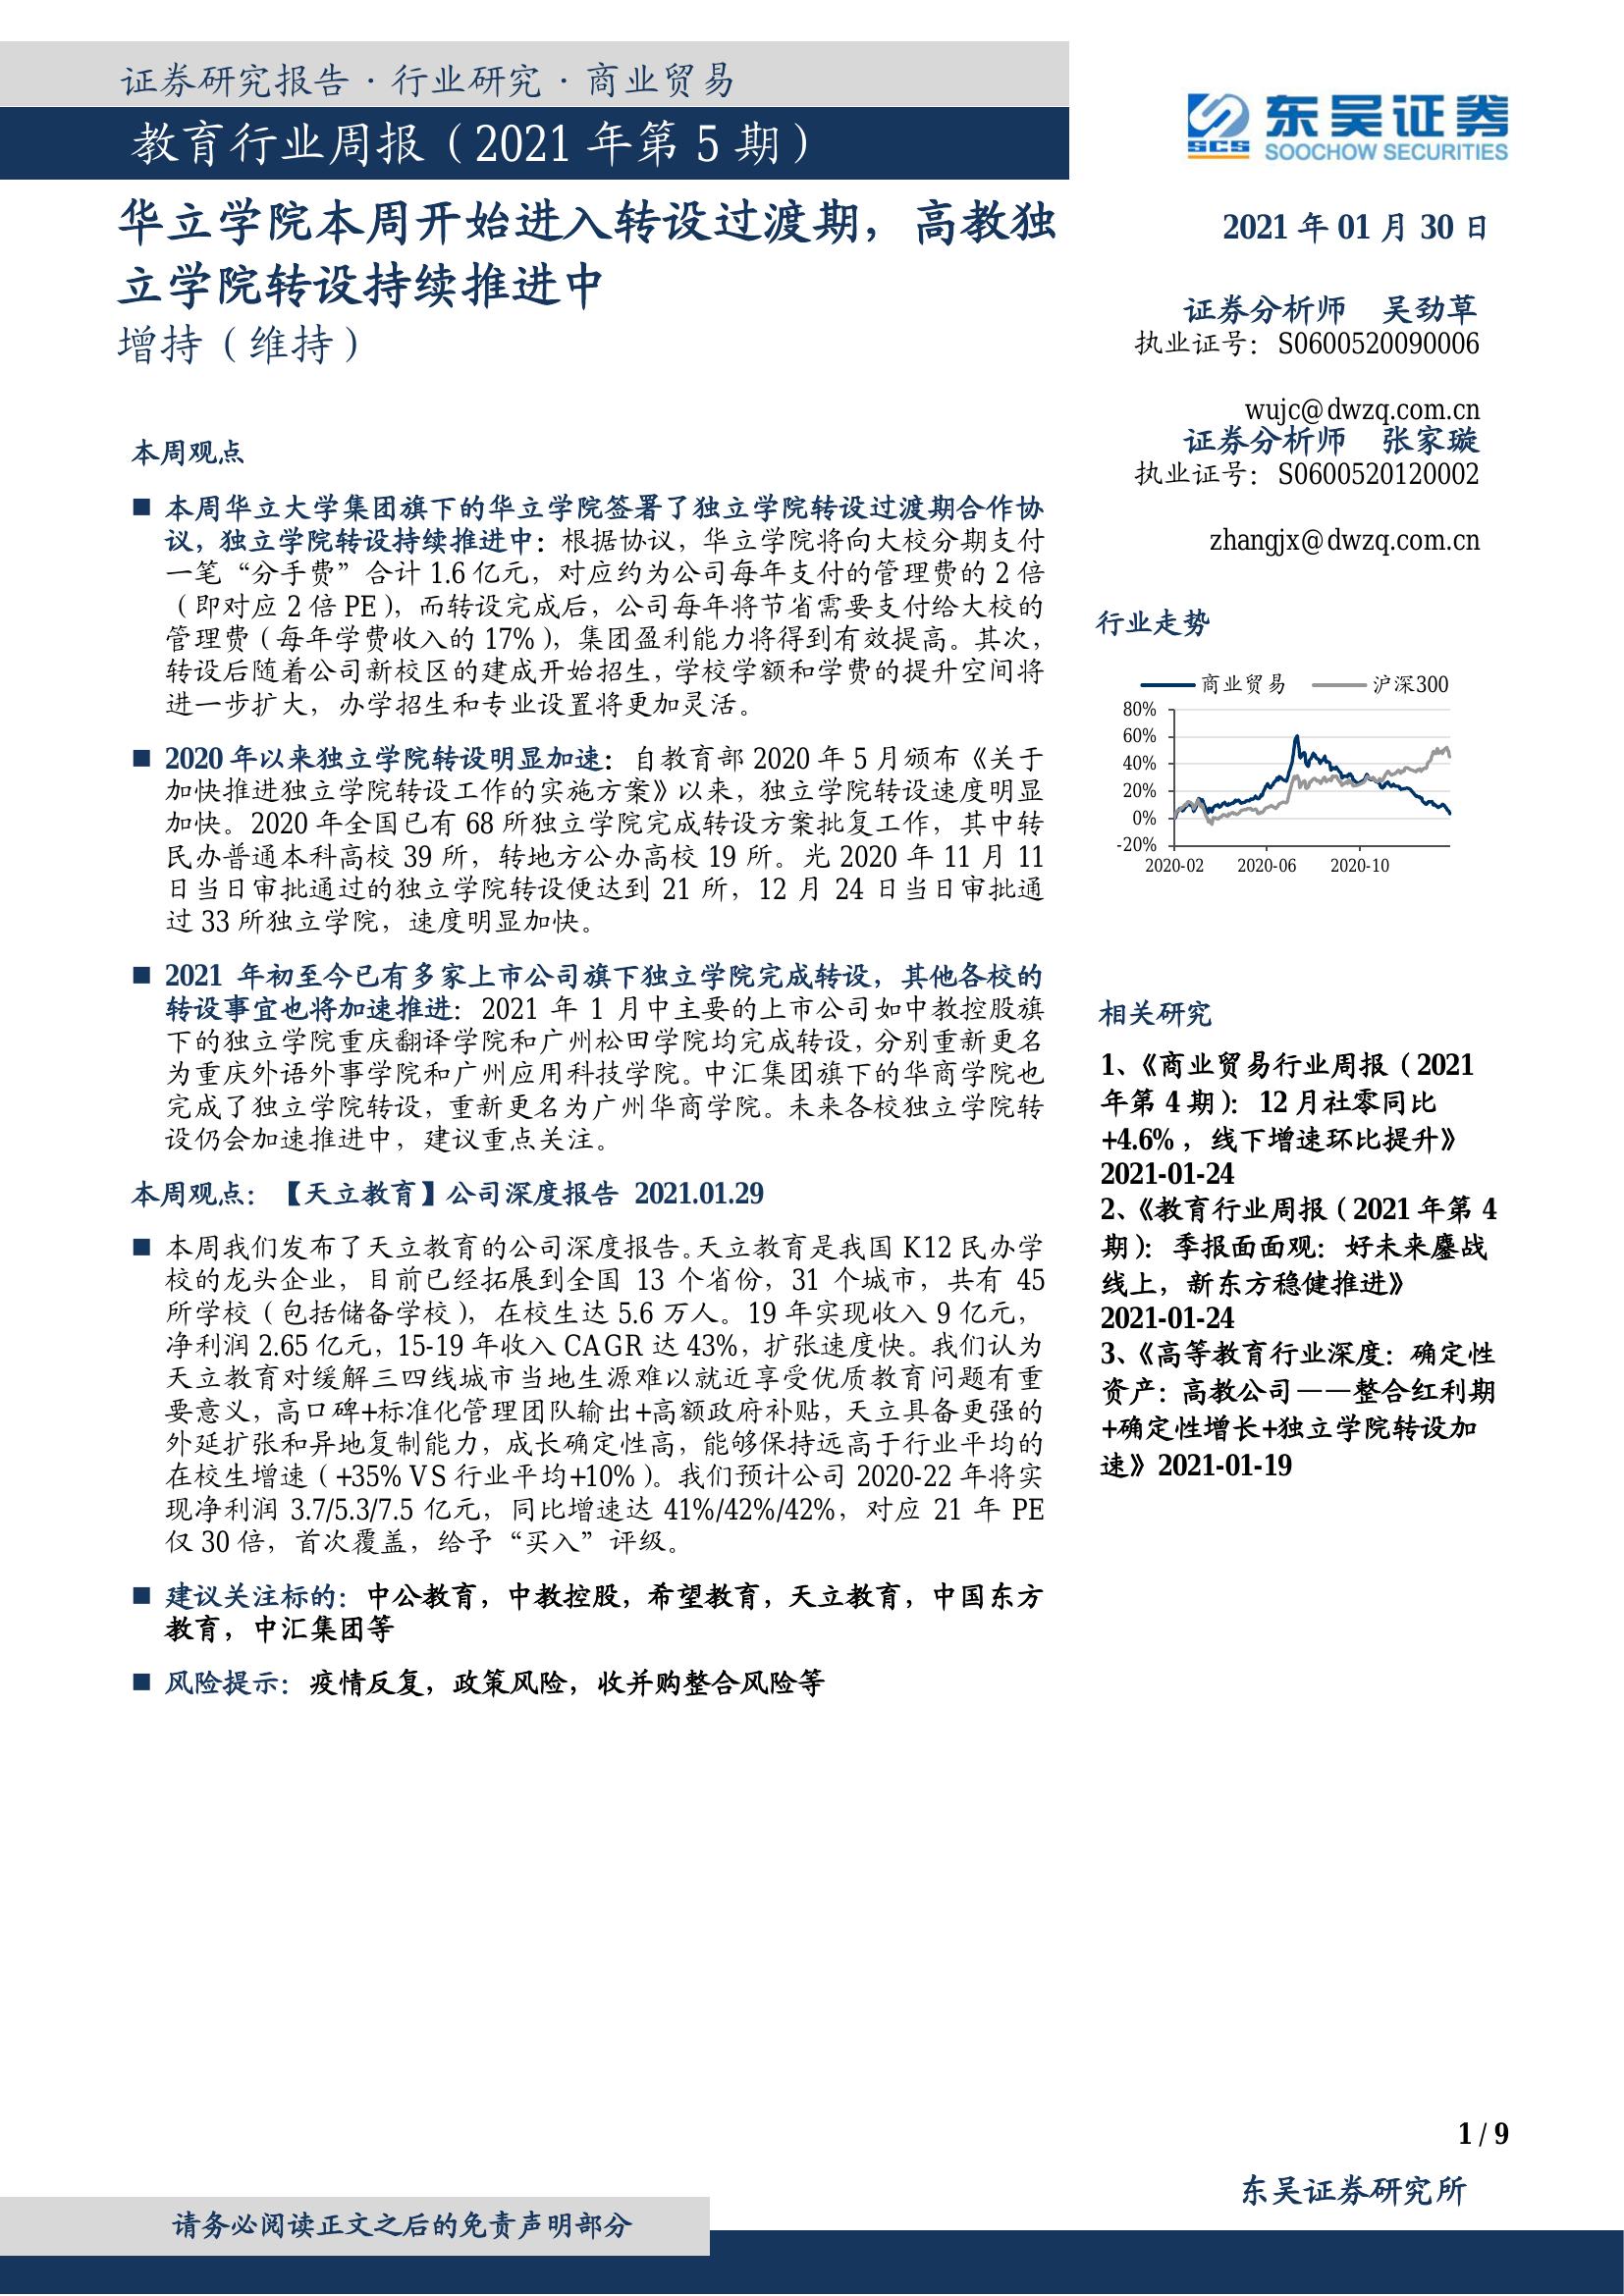 证券研究报告 · 行业研究 · 商业贸易
教育行业周报（2021 年第 5 期）
华立学院本周开始进入转设过渡期，高教独
立学院转设持续推进中
增持（维持）
本周观点
■ 本周华立大学集团旗下的华立学院签署了独立学院转设过渡期合作协
议，独立学院转设持续推进中：根据协议，华立学院将向大校分期支付
一笔“分手费”合计 1.6 亿元，对应约为公司每年支付的管理费的 2 倍
（即对应 2 倍 PE），而转设完成后，公司每年将节省需要支付给大校的
管理费（每年学费收入的 17%），集团盈利能力将得到有效提高。其次，
转设后随着公司新校区的建成开始招生，学校学额和学费的提升空间将
进一步扩大，办学招生和专业设置将更加灵活。
■ 2020 年以来独立学院转设明显加速：自教育部 2020 年 5 月颁布《关于
加快推进独立学院转设工作的实施方案》以来，独立学院转设速度明显
加快。2020 年全国已有 68 所独立学院完成转设方案批复工作，其中转
民办普通本科高校 39 所，转地方公办高校 19 所。光 2020 年 11 月 11
日当日审批通过的独立学院转设便达到 21 所，12 月 24 日当日审批通
过 33 所独立学院，速度明显加快。
■ 2021 年初至今已有多家上市公司旗下独立学院完成转设，其他各校的
转设事宜也将加速推进：2021 年 1 月中主要的上市公司如中教控股旗
下的独立学院重庆翻译学院和广州松田学院均完成转设，分别重新更名
为重庆外语外事学院和广州应用科技学院。中汇集团旗下的华商学院也
完成了独立学院转设，重新更名为广州华商学院。未来各校独立学院转
设仍会加速推进中，建议重点关注。
本周观点：【天立教育】公司深度报告 2021.01.29
■ 本周我们发布了天立教育的公司深度报告。天立教育是我国 K12 民办学
校的龙头企业，目前已经拓展到全国 13 个省份，31 个城市，共有 45
所学校（包括储备学校），在校生达 5.6 万人。19 年实现收入 9 亿元，
净利润 2.65 亿元，15-19 年收入 CAGR 达 43%，扩张速度快。我们认为
天立教育对缓解三四线城市当地生源难以就近享受优质教育问题有重
要意义，高口碑+标准化管理团队输出+高额政府补贴，天立具备更强的
外延扩张和异地复制能力，成长确定性高，能够保持远高于行业平均的
在校生增速（+35% VS 行业平均+10%）。我们预计公司 2020-22 年将实
现净利润 3.7/5.3/7.5 亿元，同比增速达 41%/42%/42%，对应 21 年 PE
仅 30 倍，首次覆盖，给予“买入”评级。
■ 建议关注标的：中公教育，中教控股，希望教育，天立教育，中国东方
教育，中汇集团等
■ 风险提示：疫情反复，政策风险，收并购整合风险等
SCS
东吴证券
SOOCHOW SECURITIES
2021 年 01 月 30 日
证券分析师 吴劲草
执业证号：S0600520090006
wujc@dwzq.com.cn
证券分析师 张家璇
执业证号：S0600520120002
zhangjx@dwzq.com.cn
行业走势
商业贸易 沪深300
80%
60%
40%
20%
0%
-20%
2020-02 2020-06 2020-10
相关研究
1、《商业贸易行业周报（2021
年第 4 期）：12 月社零同比
+4.6%，线下增速环比提升》
2021-01-24
2、《教育行业周报（2021 年第 4
期）：季报面面观：好未来鏖战
线上，新东方稳健推进》
2021-01-24
3、《高等教育行业深度：确定性
资产：高教公司——整合红利期
+确定性增长+独立学院转设加
速》2021-01-19
1 / 9
东吴证券研究所
请务必阅读正文之后的免责声明部分